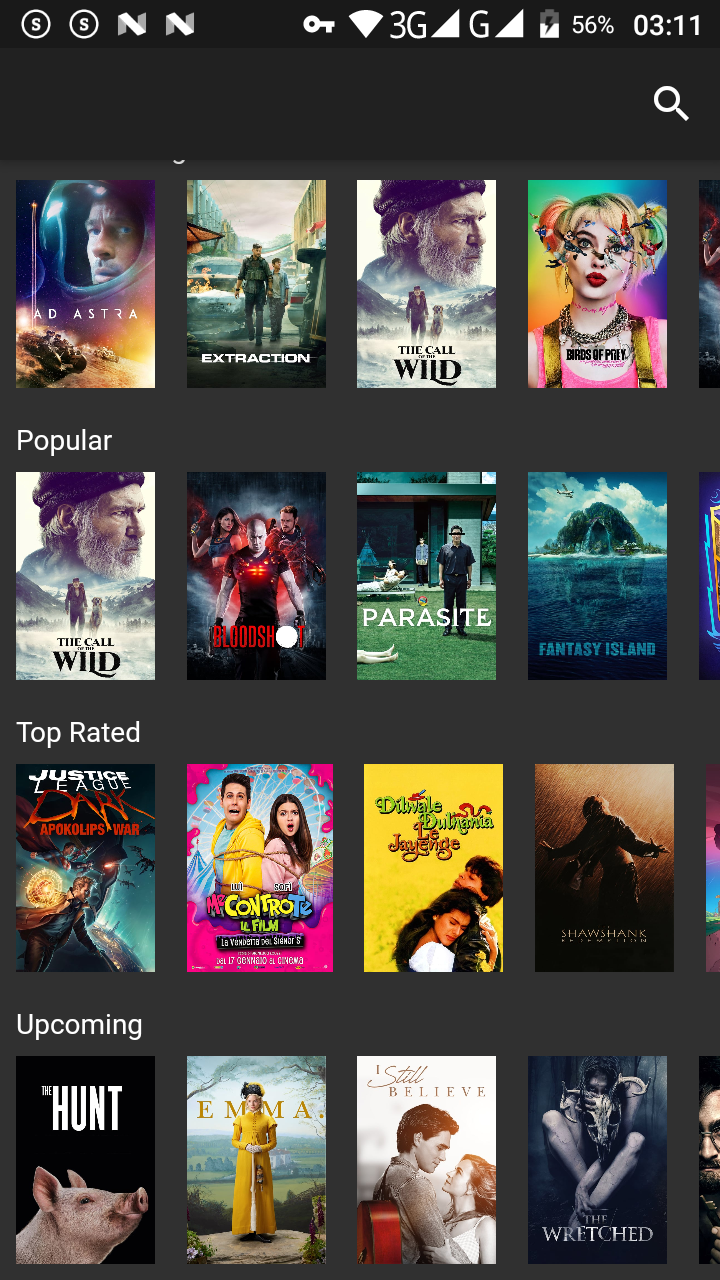 S S N N 3G G 56% 03:11
AD ASTRA
EXTRACTION
THE CALL
OF THE
WILD
BIRDS OF PREY
Popular
THE CALL
OF THE
WILD
BLOODSHOT
PARASITE
FANTASY ISLAND
Top Rated
JUSTICE
LEAGUE
DARK
APOKOLIPS WAR
LUÌ SOFÌ
ME CONTRO TE
IL FILM
LA VENDETTA DEL SIGNOR S
DAL 17 GENNAIO AL CINEMA
Dilwale
Dulhania
Le
Jayenge
SHAWSHANK
REDEMPTION
Upcoming
THE HUNT
EMMA.
I Still
BELIEVE
THE
WRETCHED